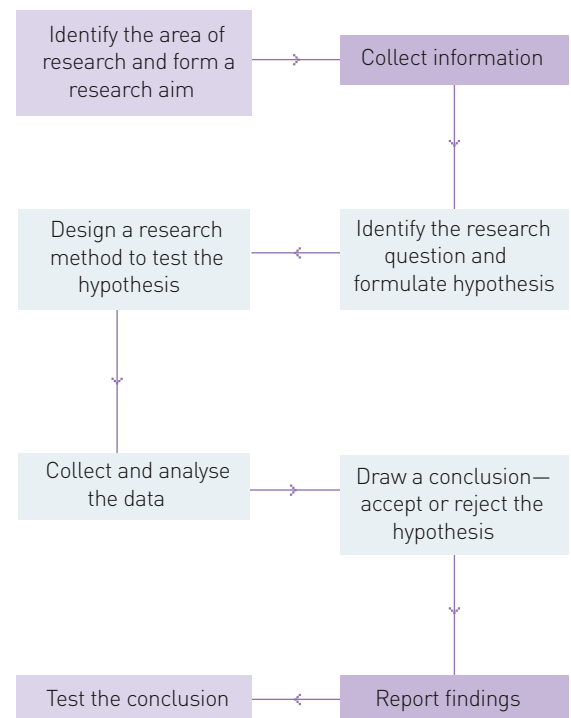 Identify the area of
research and form a
research aim
Collect information
Identify the research
question and
formulate hypothesis
Design a research
method to test the
hypothesis
Collect and analyse
the data
Draw a conclusion—
accept or reject the
hypothesis
Report findings
Test the conclusion